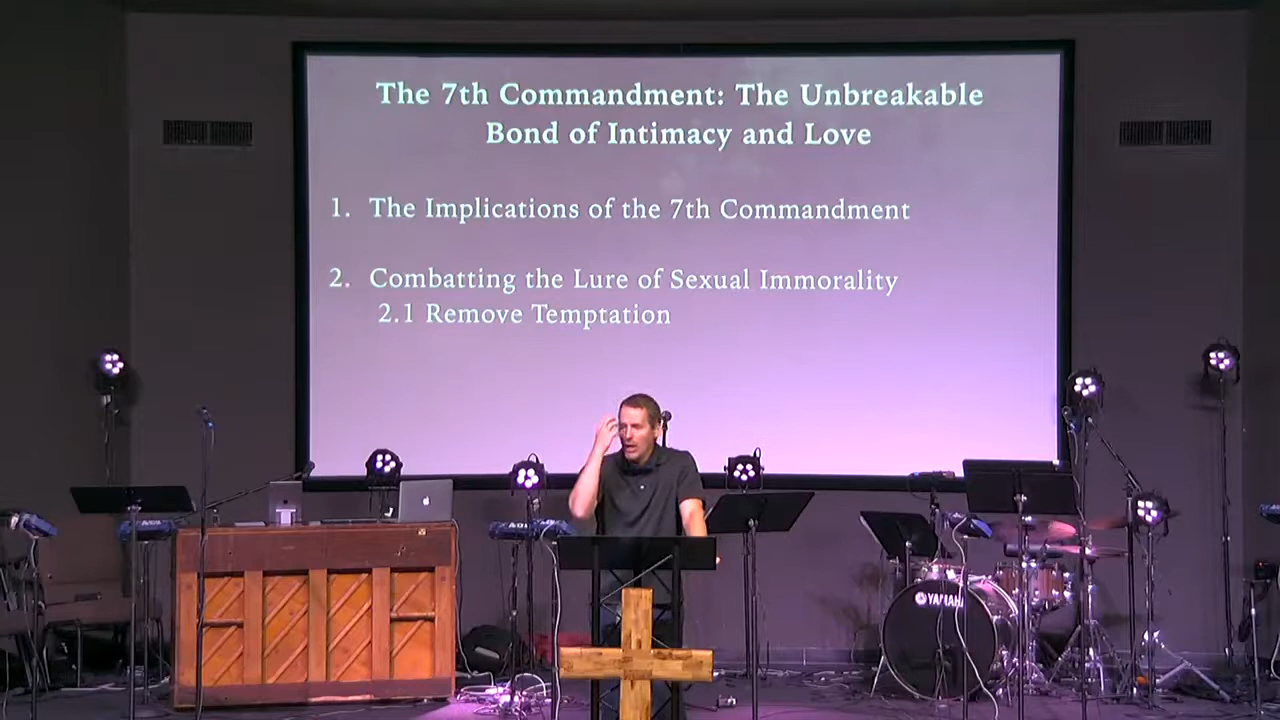 The 7th Commandment: The Unbreakable
Bond of Intimacy and Love
1. The Implications of the 7th Commandment
2. Combatting the Lure of Sexual Immorality
2.1 Remove Temptation
YAMAHA